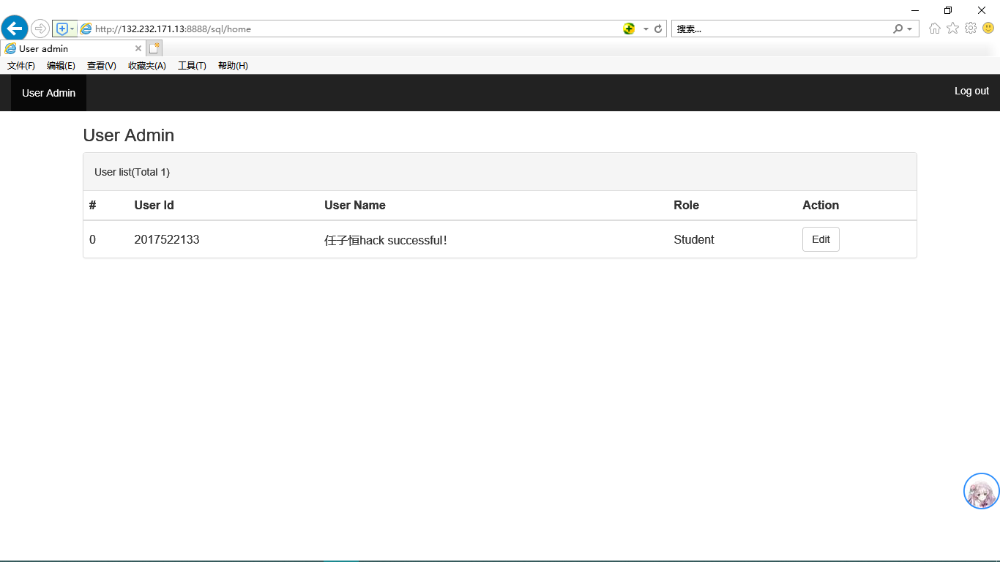 http://132.232.171.13:8888/sql/home
搜索...
User admin
文件(F) 编辑(E) 查看(V) 收藏夹(A) 工具(T) 帮助(H)
User Admin Log out
User Admin
User list(Total 1)
# User Id User Name Role Action
0 2017522133 任子恒hack successful! Student Edit